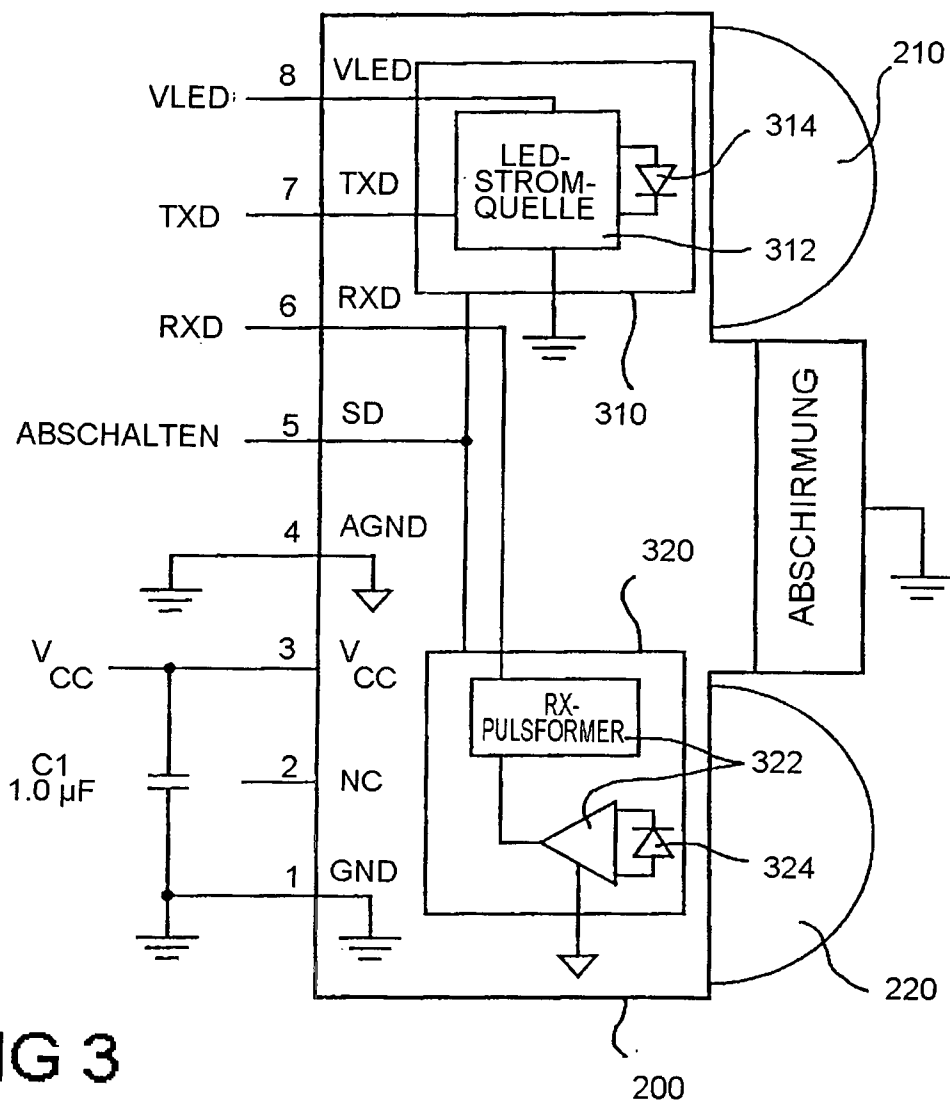 210
8 VLED
VLED
314
LED-
STROM-
QUELLE
7 TXD
TXD
312
6 RXD
RXD
310
5 SD
ABSCHALTEN
ABSCHIRMUNG
4 AGND
320
3 VCC
VCC
RX-
PULSFORMER
322
C1
1.0 µF
2 NC
324
1 GND
220
200
IG 3